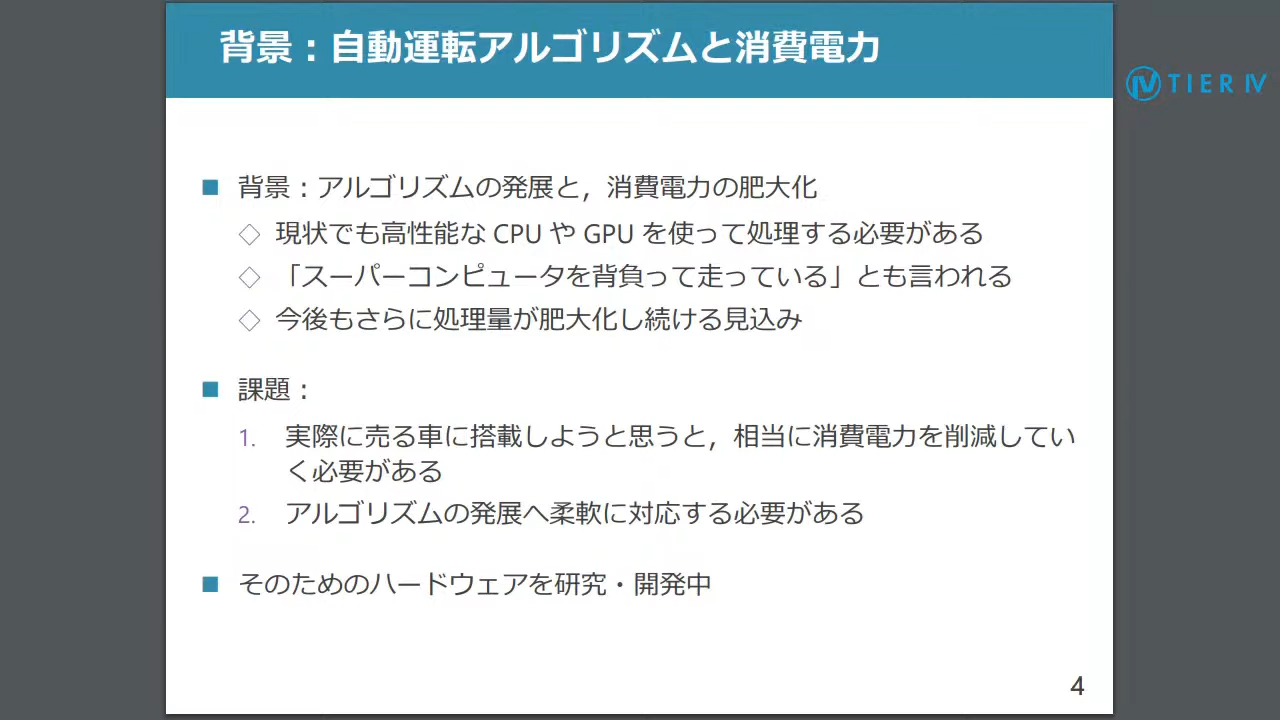 背景：自動運転アルゴリズムと消費電力
TIER IV
背景：アルゴリズムの発展と，消費電力の肥大化
現状でも高性能な CPU や GPU を使って処理する必要がある
「スーパーコンピュータを背負って走っている」とも言われる
今後もさらに処理量が肥大化し続ける見込み
課題：
1. 実際に売る車に搭載しようと思うと，相当に消費電力を削減してい
く必要がある
2. アルゴリズムの発展へ柔軟に対応する必要がある
そのためのハードウェアを研究・開発中
4